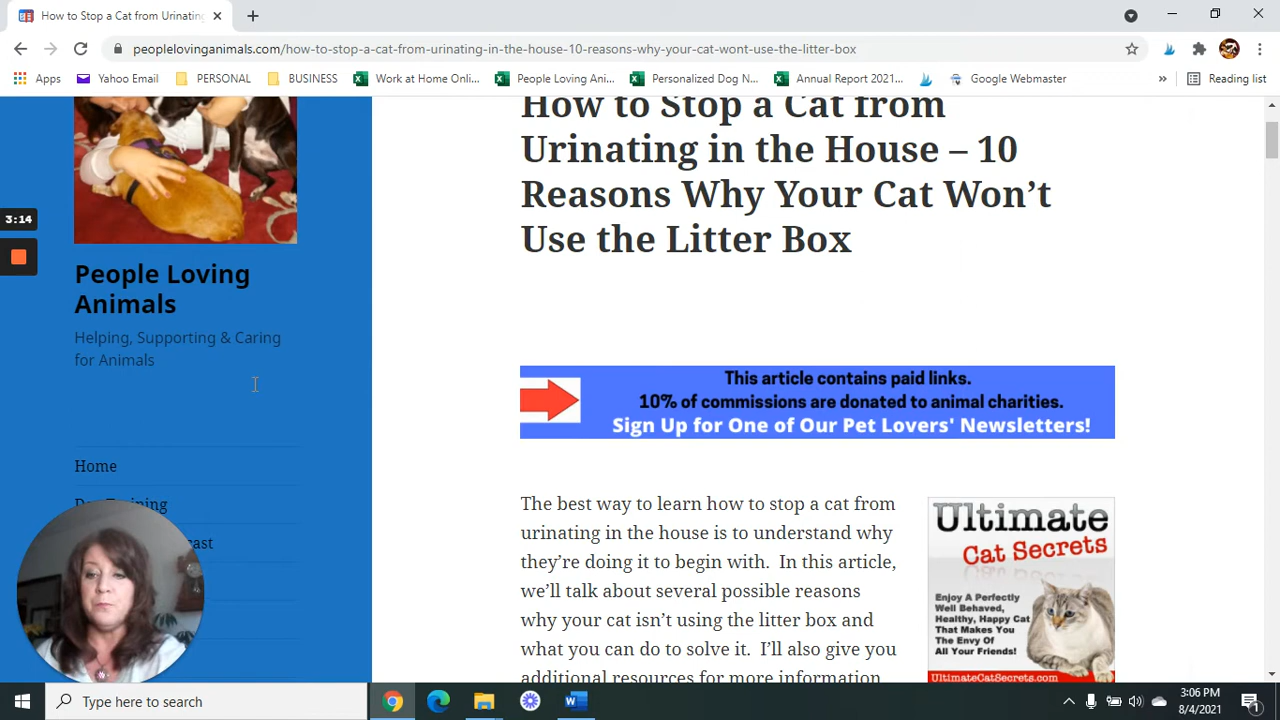 How to Stop a Cat from Urinating
peoplelovinganimals.com/how-to-stop-a-cat-from-urinating-in-the-house-10-reasons-why-your-cat-wont-use-the-litter-box
Apps Yahoo Email PERSONAL BUSINESS Work at Home Onli... People Loving Ani... Personalized Dog N... Annual Report 2021... Google Webmaster » Reading list
3:14
People Loving
Animals
Helping, Supporting & Caring
for Animals
Home
How to Stop a Cat from
Urinating in the House – 10
Reasons Why Your Cat Won't
Use the Litter Box
This article contains paid links.
10% of commissions are donated to animal charities.
Sign Up for One of Our Pet Lovers' Newsletters!
The best way to learn how to stop a cat from
urinating in the house is to understand why
they're doing it to begin with. In this article,
we'll talk about several possible reasons
why your cat isn't using the litter box and
what you can do to solve it. I'll also give you
additional resources for more information
Ultimate
Cat Secrets
Enjoy A Perfectly
Well Behaved,
Healthy, Happy Cat
That Makes You
The Envy Of
All Your Friends!
UltimateCatSecrets.com
Type here to search
3:06 PM
8/4/2021